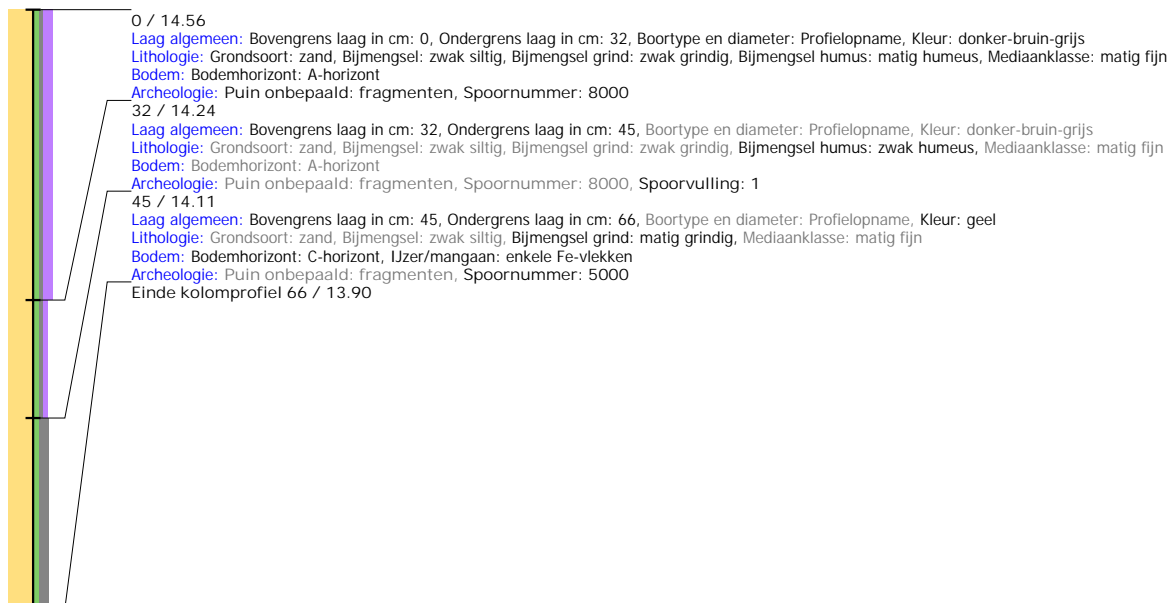 0 / 14.56
Laag algemeen: Bovengrens laag in cm: 0, Ondergrens laag in cm: 32, Boortype en diameter: Profielopname, Kleur: donker-bruin-grijs
Lithologie: Grondsoort: zand, Bijmengsel: zwak siltig, Bijmengsel grind: zwak grindig, Bijmengsel humus: matig humeus, Mediaanklasse: matig fijn
Bodem: Bodemhorizont: A-horizont
Archeologie: Puin onbepaald: fragmenten, Spoornummer: 8000
32 / 14.24
Laag algemeen: Bovengrens laag in cm: 32, Ondergrens laag in cm: 45, Boortype en diameter: Profielopname, Kleur: donker-bruin-grijs
Lithologie: Grondsoort: zand, Bijmengsel: zwak siltig, Bijmengsel grind: zwak grindig, Bijmengsel humus: zwak humeus, Mediaanklasse: matig fijn
Bodem: Bodemhorizont: A-horizont
Archeologie: Puin onbepaald: fragmenten, Spoornummer: 8000, Spoorvulling: 1
45 / 14.11
Laag algemeen: Bovengrens laag in cm: 45, Ondergrens laag in cm: 66, Boortype en diameter: Profielopname, Kleur: geel
Lithologie: Grondsoort: zand, Bijmengsel: zwak siltig, Bijmengsel grind: matig grindig, Mediaanklasse: matig fijn
Bodem: Bodemhorizont: C-horizont, IJzer/mangaan: enkele Fe-vlekken
Archeologie: Puin onbepaald: fragmenten, Spoornummer: 5000
Einde kolomprofiel 66 / 13.90